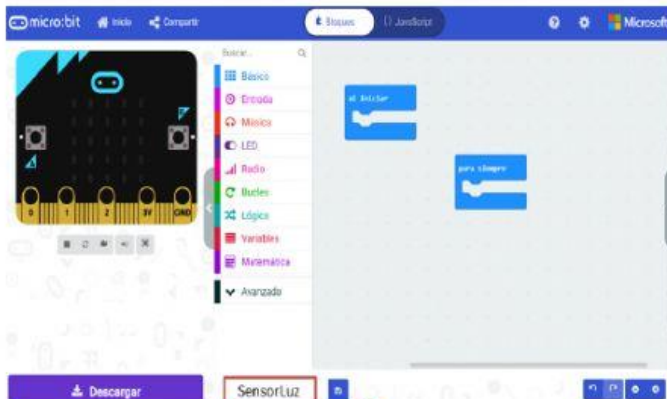 micro:bit Inicio Compartir Bloques {} JavaScript Microsoft
Buscar...
Básico
Entrada
Música
LED
Radio
Bucles
Lógica
Variables
Matemática
Avanzado
al iniciar
para siempre
0 1 2 3V GND
Descargar
SensorLuz